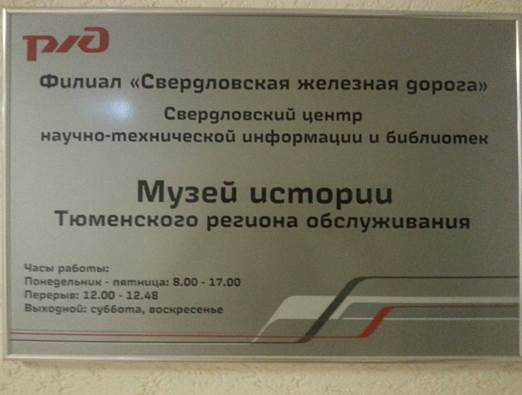 ржд
Филиал «Свердловская железная дорога»
Свердловский центр
научно-технической информации и библиотек
Музей истории
Тюменского региона обслуживания
Часы работы:
Понедельник - пятница: 8.00 - 17.00
Перерыв: 12.00 - 12.48
Выходной: суббота, воскресенье